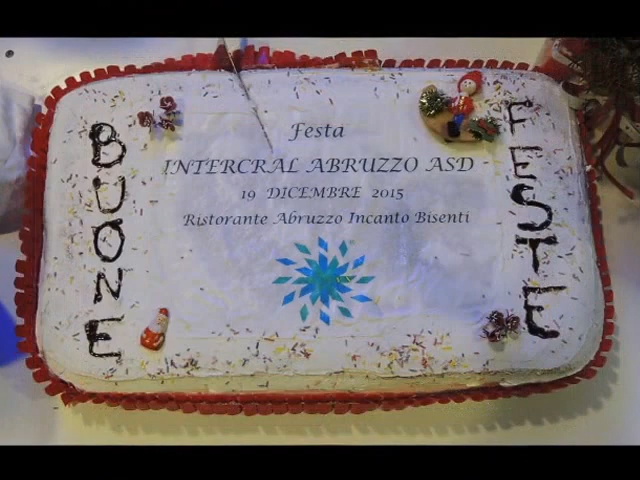 BUONE
Festa
INTERCRAL ABRUZZO ASD
19 DICEMBRE 2015
Ristorante Abruzzo Incanto Bisenti
FESTE